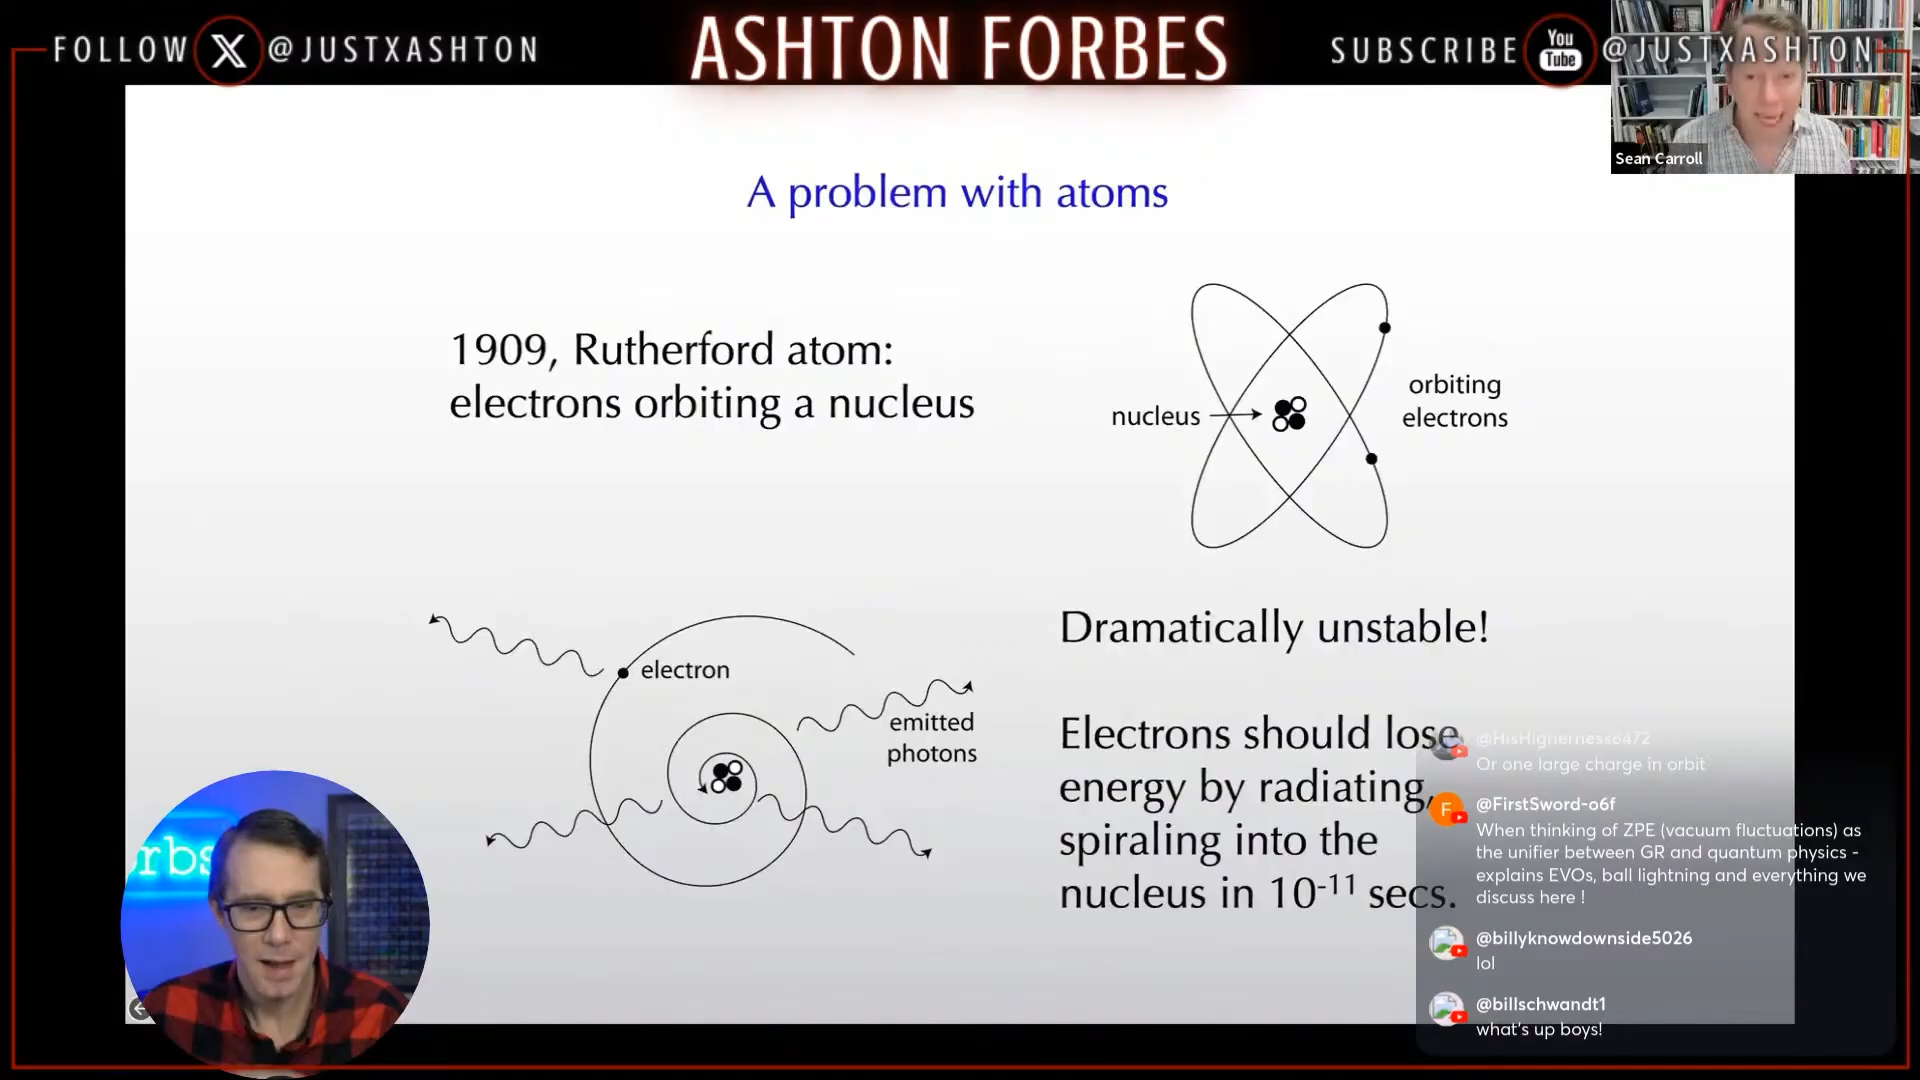 FOLLOW X @JUSTXASHTON
ASHTON FORBES
SUBSCRIBE You Tube @JUSTXASHTON
Sean Carroll
A problem with atoms
1909, Rutherford atom:
electrons orbiting a nucleus
nucleus
orbiting
electrons
electron
emitted
photons
Dramatically unstable!
Electrons should lose
energy by radiating,
spiraling into the
nucleus in 10⁻¹¹ secs.
rbs
Or one large charge in orbit
F
@FirstSword-o6f
When thinking of ZPE (vacuum fluctuations) as
the unifier between GR and quantum physics -
explains EVOs, ball lightning and everything we
discuss here !
@billyknowdownside5026
lol
@billschwandt1
what's up boys!